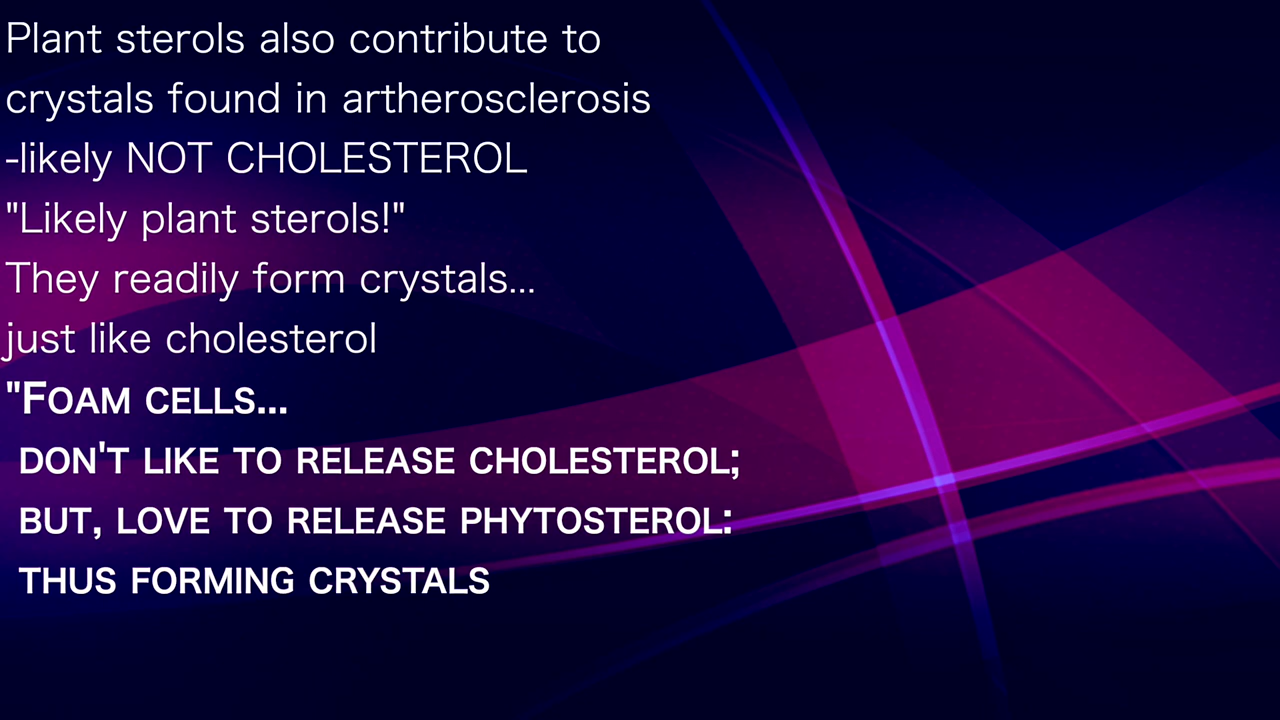 Plant sterols also contribute to
crystals found in artherosclerosis
-likely NOT CHOLESTEROL
"Likely plant sterols!"
They readily form crystals...
just like cholesterol
"FOAM CELLS...
DON'T LIKE TO RELEASE CHOLESTEROL;
BUT, LOVE TO RELEASE PHYTOSTEROL:
THUS FORMING CRYSTALS